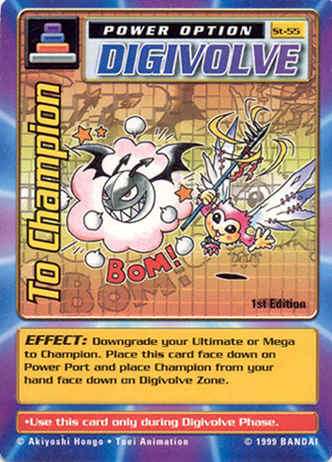 POWER OPTION
St-55
DIGIVOLVE
To Champion
BOM!
BOM!
1st Edition
EFFECT: Downgrade your Ultimate or Mega
to Champion. Place this card face down on
Power Port and place Champion from your
hand face down on Digivolve Zone.
•Use this card only during Digivolve Phase.
© Akiyoshi Hongo • Toei Animation
© 1999 BANDAI